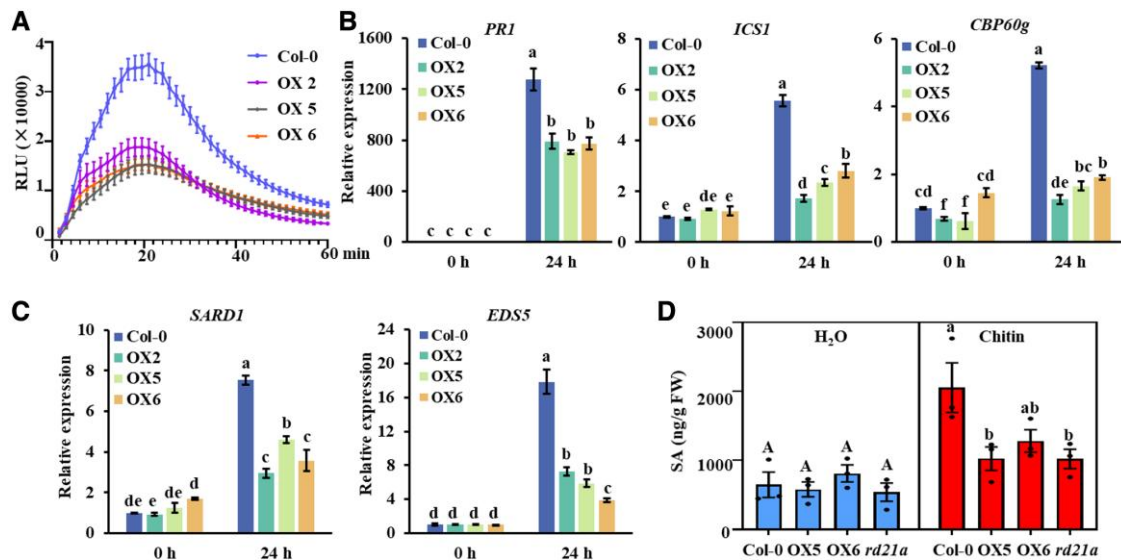 A
RLU (×10000)
4
3
2
1
0
0
20
40
60 min
Col-0
OX 2
OX 5
OX 6
B
PR1
Relative expression
1600
1200
800
400
0
Col-0
OX2
OX5
OX6
c c c c
a
b
b
b
0 h
24 h
ICS1
8
6
4
2
0
Col-0
OX2
OX5
OX6
e e de e
a
d
c
b
0 h
24 h
CBP60g
6
4
2
0
Col-0
OX2
OX5
OX6
cd
f
f
cd
a
de
bc
b
0 h
24 h
C
SARD1
Relative expression
10
8
6
4
2
0
Col-0
OX2
OX5
OX6
de e de d
a
c
b
c
0 h
24 h
EDS5
Relative expression
24
20
16
12
8
4
0
Col-0
OX2
OX5
OX6
d d d d
a
b
b
c
0 h
24 h
D
SA (ng/g FW)
3000
2000
1000
0
H₂O
A
A
A
A
Col-0 OX5 OX6 rd21a
Chitin
a
b
ab
b
Col-0 OX5 OX6 rd21a